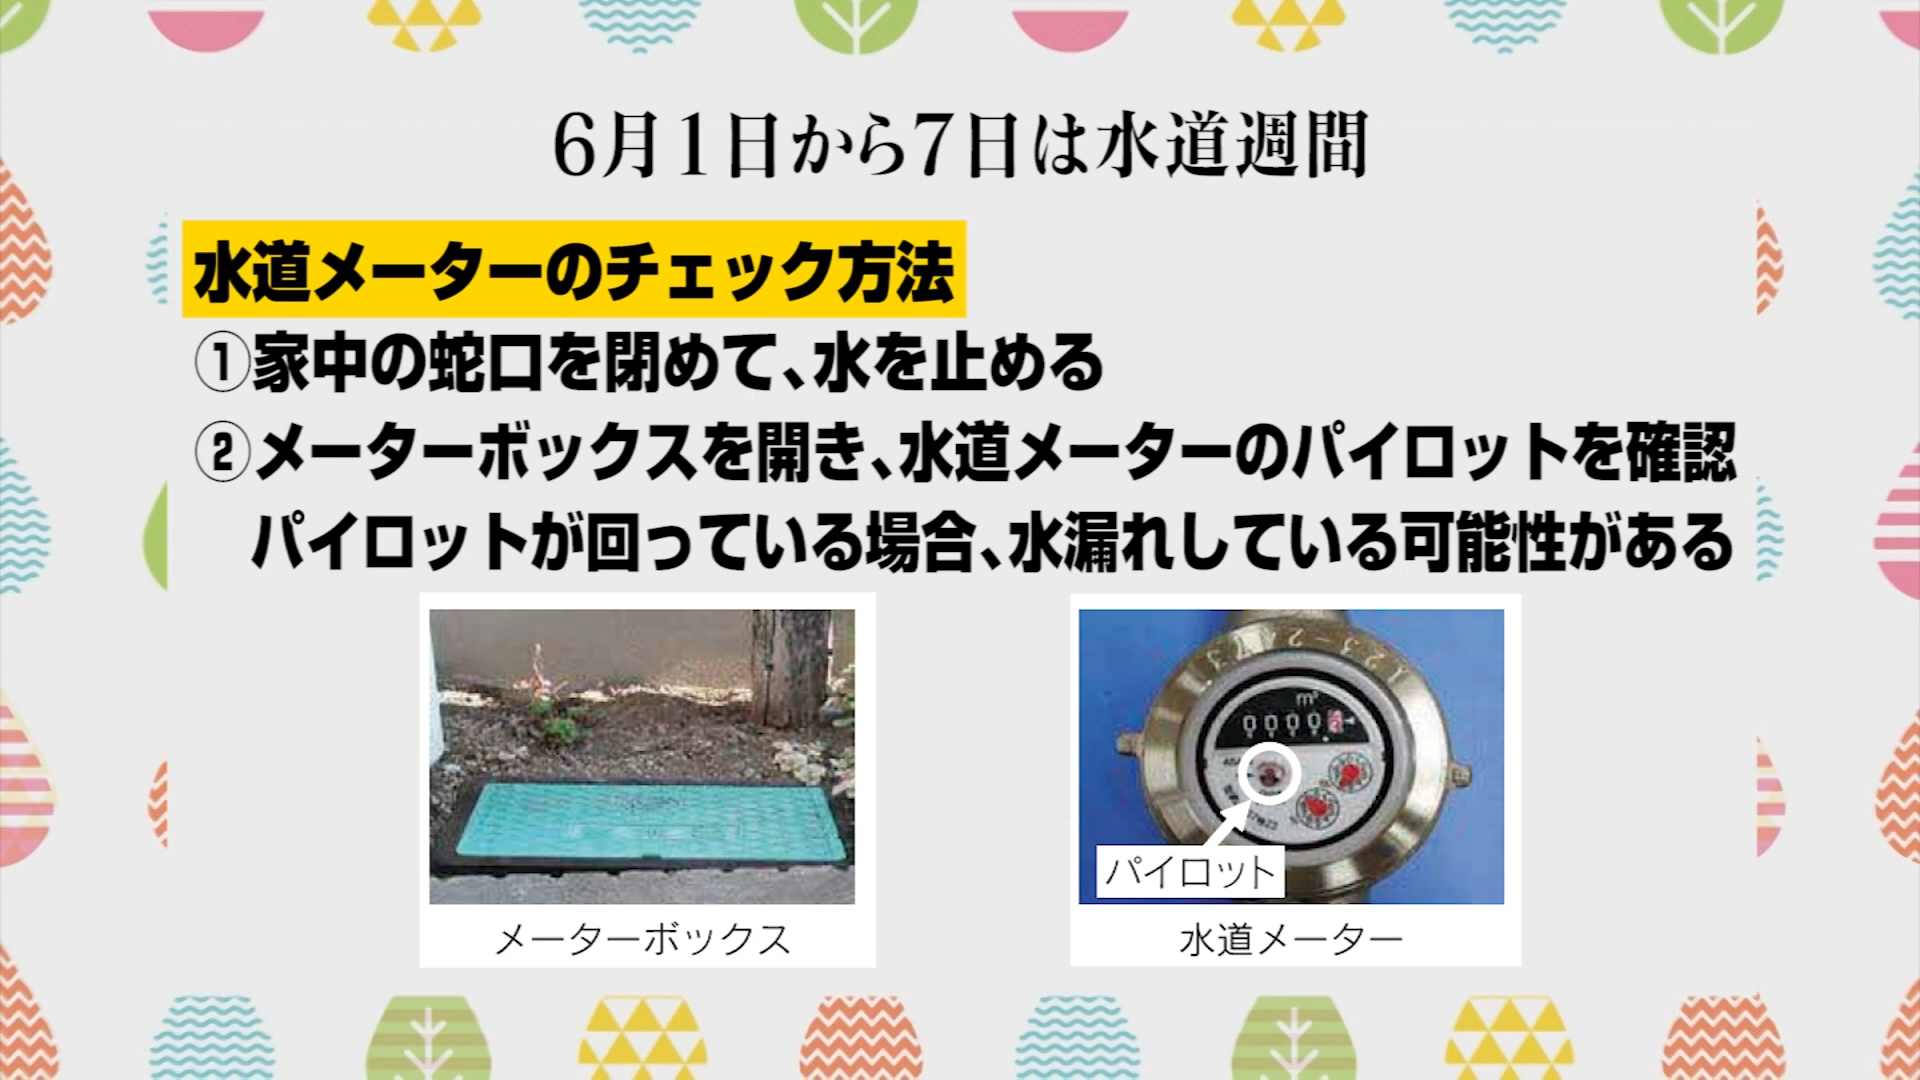 6月1日から7日は水道週間
水道メーターのチェック方法
①家中の蛇口を閉めて、水を止める
②メーターボックスを開き、水道メーターのパイロットを確認
パイロットが回っている場合、水漏れしている可能性がある
m³
パイロット
メーターボックス
水道メーター